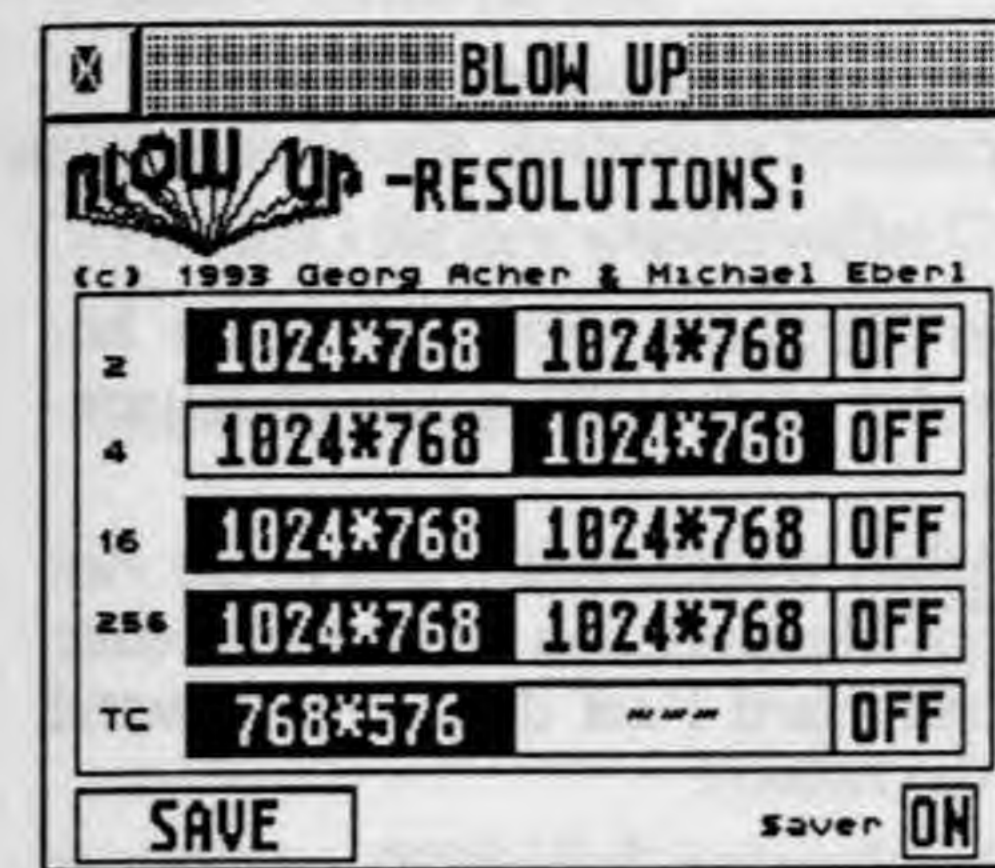 BLOW UP
BLOW UP -RESOLUTIONS:
(c) 1993 Georg Acher & Michael Eberl
2 1024*768 1024*768 OFF
4 1024*768 1024*768 OFF
16 1024*768 1024*768 OFF
256 1024*768 1024*768 OFF
TC 768*576 --- OFF
SAVE Saver ON